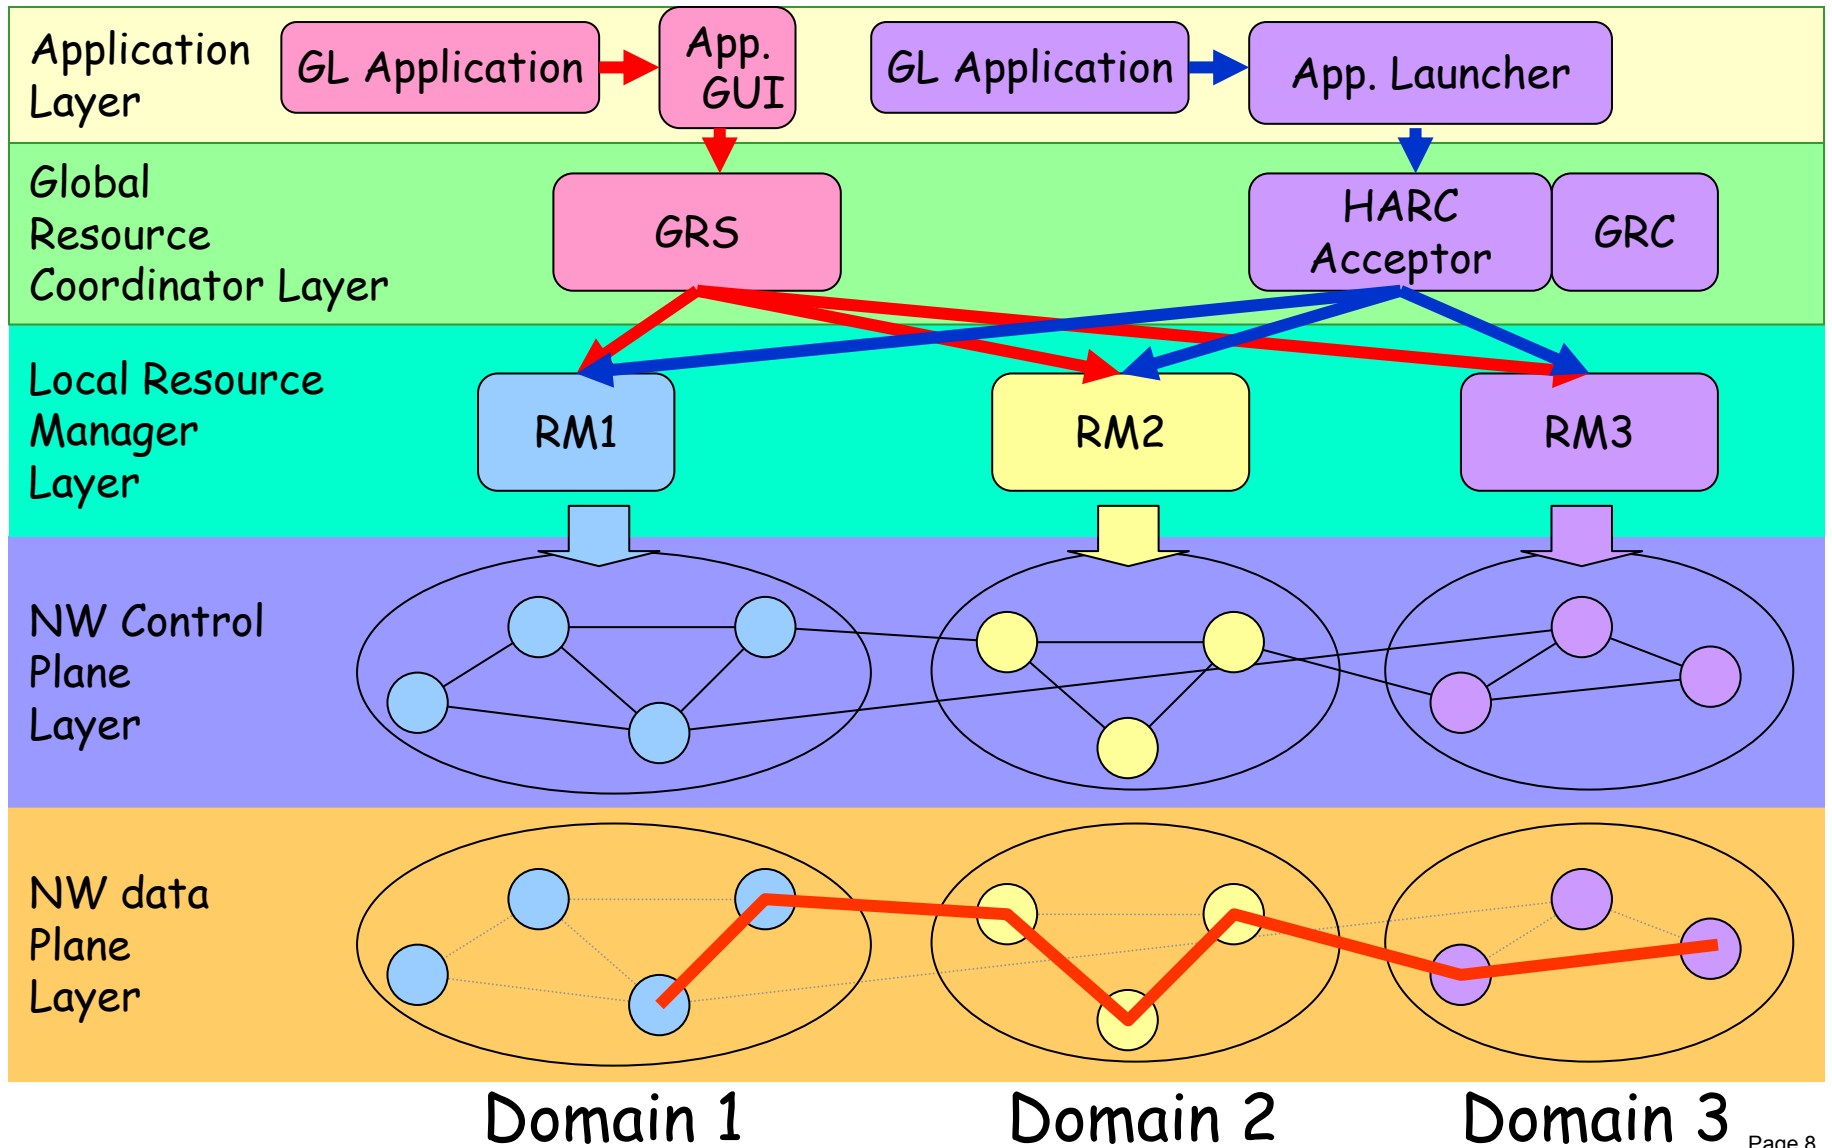 Application
Layer
GL Application
App.
GUI
GL Application
App. Launcher
Global
Resource
Coordinator Layer
GRS
HARC
Acceptor
GRC
Local Resource
Manager
Layer
RM1
RM2
RM3
NW Control
Plane
Layer
NW data
Plane
Layer
Domain 1
Domain 2
Domain 3
Page 8